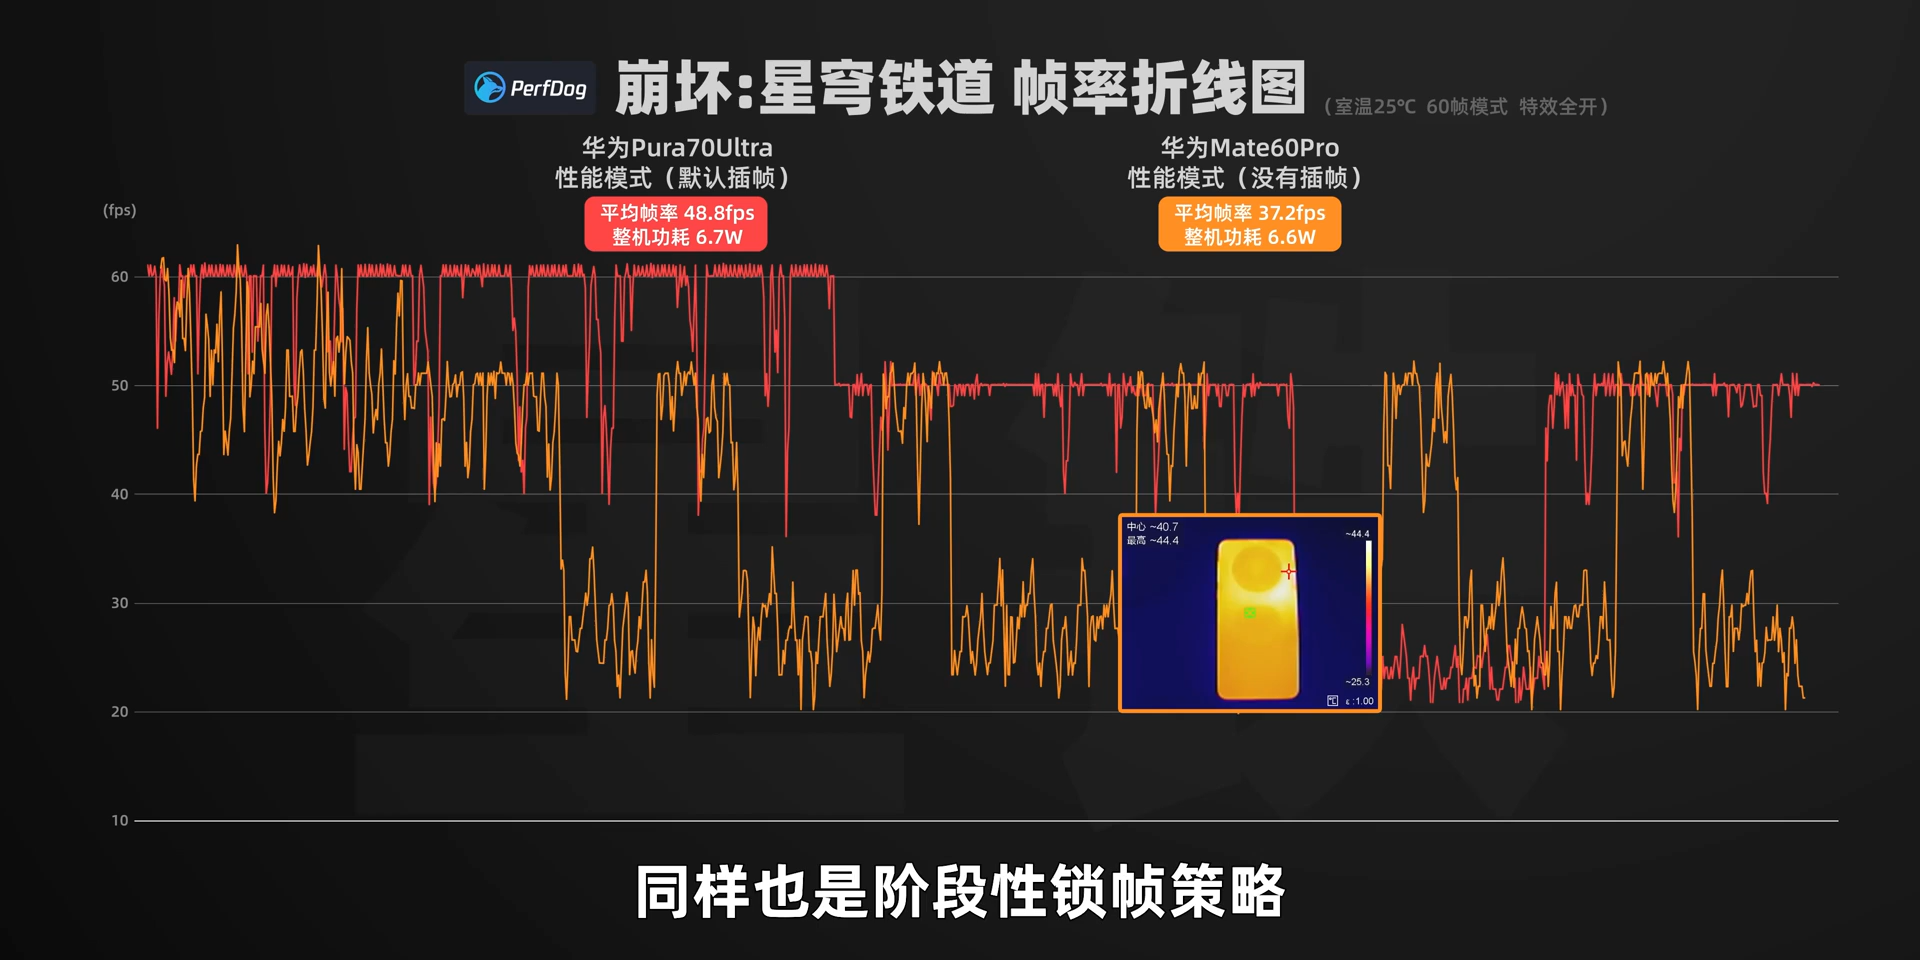 PerfDog
崩坏:星穹铁道 帧率折线图
(室温25℃ 60帧模式 特效全开)
华为Pura70Ultra
性能模式(默认插帧)
平均帧率 48.8fps
整机功耗 6.7W
华为Mate60Pro
性能模式(没有插帧)
平均帧率 37.2fps
整机功耗 6.6W
(fps)
60
50
40
30
20
10
中心 ~40.7
最高 ~44.4
~44.4
~25.3
℃ ε:1.00
同样也是阶段性锁帧策略